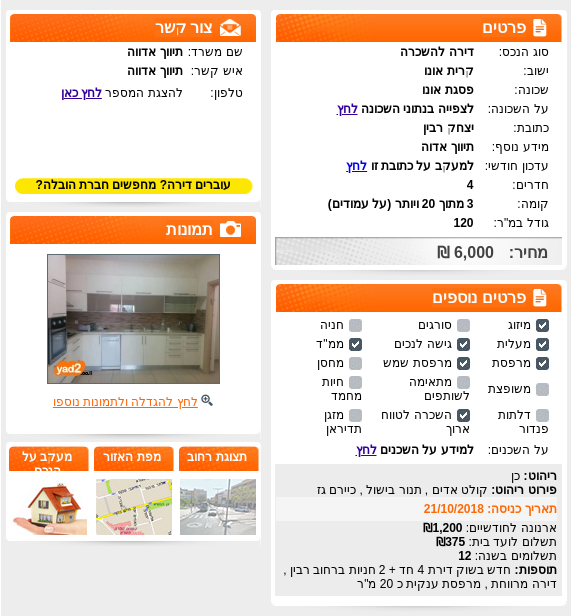 פרטים
סוג הנכס: דירה להשכרה
ישוב: קרית אונו
שכונה: פסגת אונו
על השכונה: לצפייה בנתוני השכונה לחץ
כתובת: יצחק רבין
מידע נוסף: תיווך אדוה
עדכון חודשי: למעקב על כתובת זו לחץ
חדרים: 4
קומה: 3 מתוך 20 ויותר (על עמודים)
גודל במ"ר: 120
מחיר: 6,000 ₪
פרטים נוספים
מיזוג סורגים חניה
מעלית גישה לנכים ממ"ד
מרפסת מרפסת שמש מחסן
משופצת מתאימה לשותפים חיות מחמד
דלתות פנדור השכרה לטווח ארוך מזגן תדיראן
על השכנים: למידע על השכנים לחץ
ריהוט: כן
פירוט ריהוט: קולט אדים , תנור בישול , כיירם גז
תאריך כניסה: 21/10/2018
ארנונה לחודשיים: 1,200₪
תשלום לועד בית: 375₪
תשלומים בשנה: 12
תוספות: חדש בשוק דירת 4 חד + 2 חניות ברחוב רבין ,
דירה מרווחת , מרפסת ענקית כ 20 מ"ר
צור קשר
שם משרד: תיווך אדווה
איש קשר: תיווך אדווה
טלפון: להצגת המספר לחץ כאן
עוברים דירה? מחפשים חברת הובלה?
תמונות
yad2
לחץ להגדלה ולתמונות נוספו
תצוגת רחוב
מפת האזור
מעקב על
הנכס